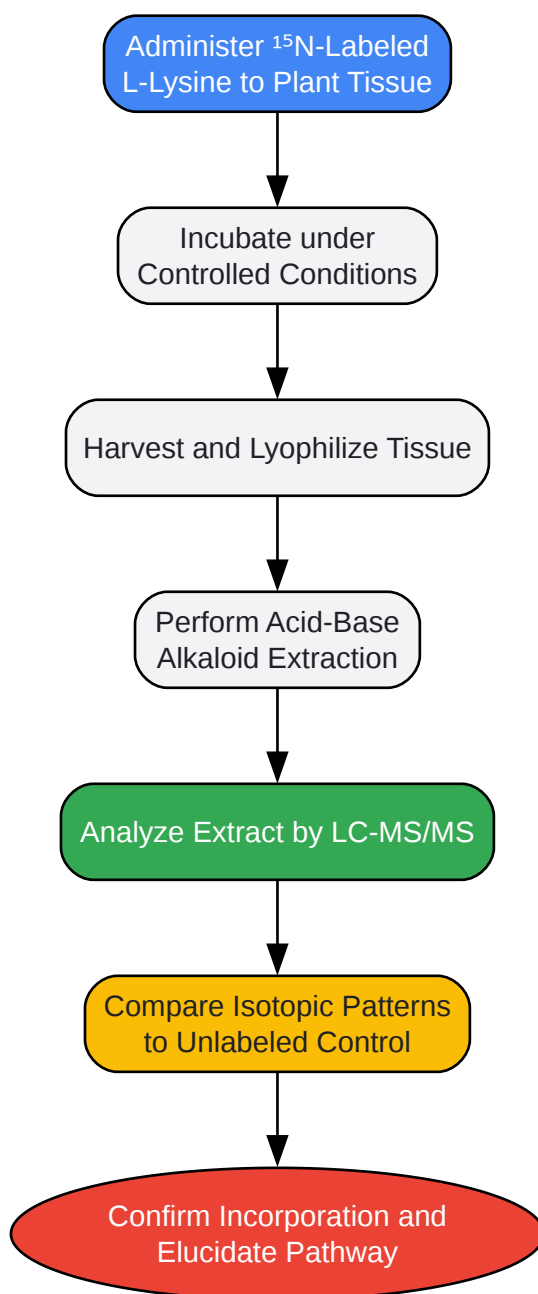 Administer ¹⁵N-Labeled
L-Lysine to Plant Tissue
Incubate under
Controlled Conditions
Harvest and Lyophilize Tissue
Perform Acid-Base
Alkaloid Extraction
Analyze Extract by LC-MS/MS
Compare Isotopic Patterns
to Unlabeled Control
Confirm Incorporation and
Elucidate Pathway